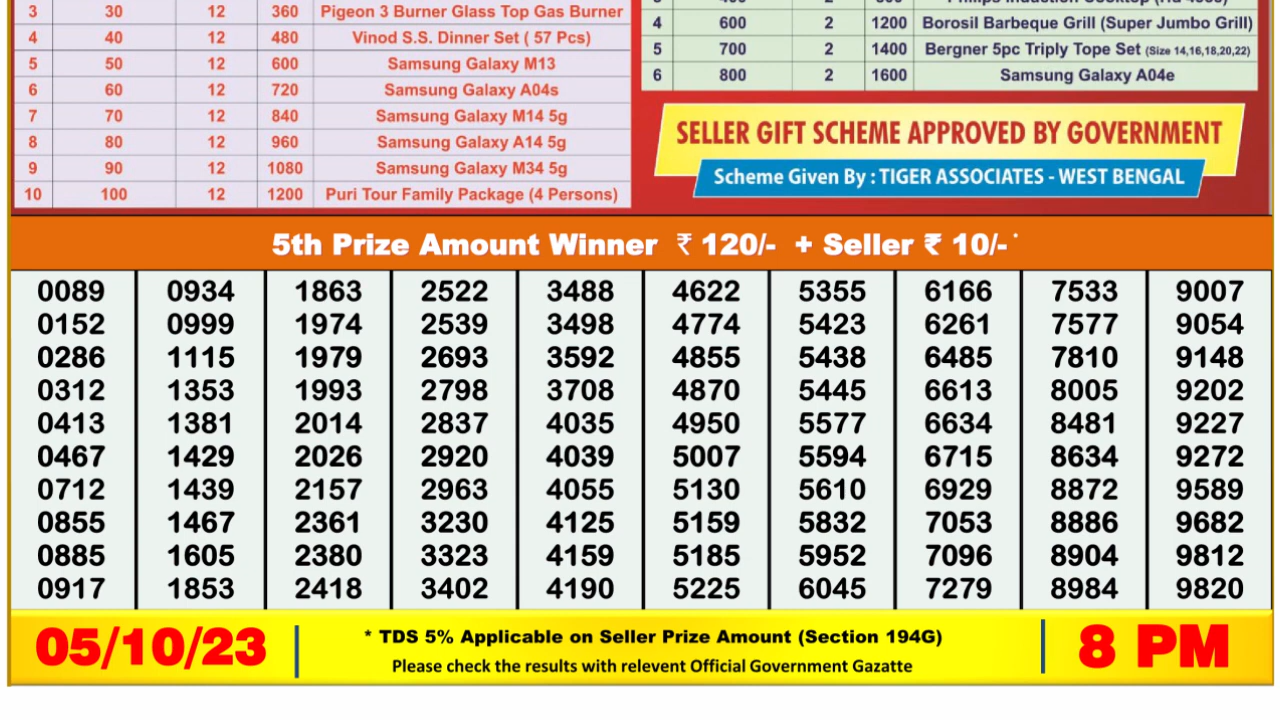 3 30 12 360 Pigeon 3 Burner Glass Top Gas Burner
4 40 12 480 Vinod S.S. Dinner Set ( 57 Pcs)
5 50 12 600 Samsung Galaxy M13
6 60 12 720 Samsung Galaxy A04s
7 70 12 840 Samsung Galaxy M14 5g
8 80 12 960 Samsung Galaxy A14 5g
9 90 12 1080 Samsung Galaxy M34 5g
10 100 12 1200 Puri Tour Family Package (4 Persons)
4 600 2 1200 Borosil Barbeque Grill (Super Jumbo Grill)
5 700 2 1400 Bergner 5pc Triply Tope Set (Size 14,16,18,20,22)
6 800 2 1600 Samsung Galaxy A04e
SELLER GIFT SCHEME APPROVED BY GOVERNMENT
Scheme Given By : TIGER ASSOCIATES - WEST BENGAL
5th Prize Amount Winner ₹ 120/- + Seller ₹ 10/- *
0089 0934 1863 2522 3488 4622 5355 6166 7533 9007
0152 0999 1974 2539 3498 4774 5423 6261 7577 9054
0286 1115 1979 2693 3592 4855 5438 6485 7810 9148
0312 1353 1993 2798 3708 4870 5445 6613 8005 9202
0413 1381 2014 2837 4035 4950 5577 6634 8481 9227
0467 1429 2026 2920 4039 5007 5594 6715 8634 9272
0712 1439 2157 2963 4055 5130 5610 6929 8872 9589
0855 1467 2361 3230 4125 5159 5832 7053 8886 9682
0885 1605 2380 3323 4159 5185 5952 7096 8904 9812
0917 1853 2418 3402 4190 5225 6045 7279 8984 9820
05/10/23
* TDS 5% Applicable on Seller Prize Amount (Section 194G)
Please check the results with relevent Official Government Gazatte
8 PM